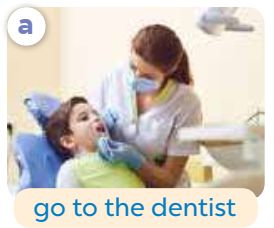 a
go to the dentist